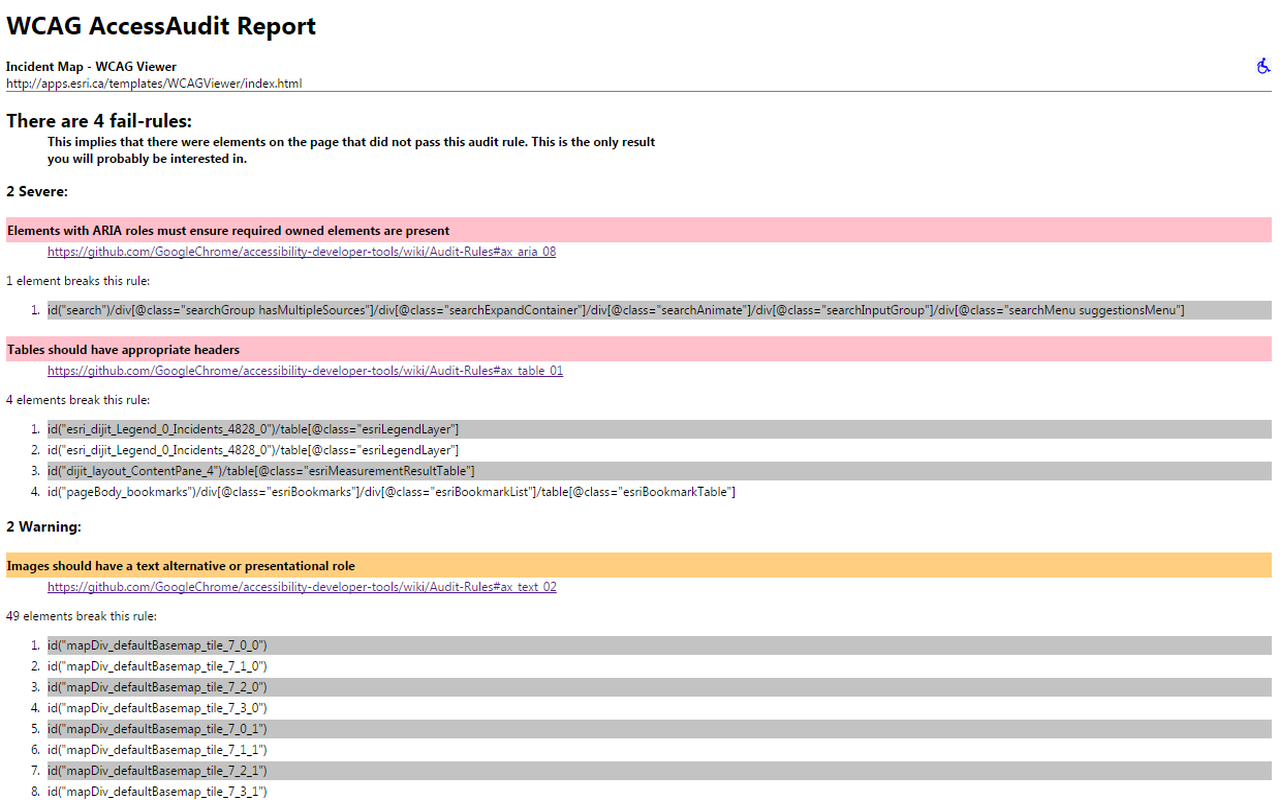 WCAG AccessAudit Report
Incident Map - WCAG Viewer
http://apps.esri.ca/templates/WCAGViewer/index.html
There are 4 fail-rules:
This implies that there were elements on the page that did not pass this audit rule. This is the only result
you will probably be interested in.
2 Severe:
Elements with ARIA roles must ensure required owned elements are present
https://github.com/GoogleChrome/accessibility-developer-tools/wiki/Audit-Rules#ax_aria_08
1 element breaks this rule:
1. id("search")/div[@class="searchGroup hasMultipleSources"]/div[@class="searchExpandContainer"]/div[@class="searchAnimate"]/div[@class="searchInputGroup"]/div[@class="searchMenu suggestionsMenu"]
Tables should have appropriate headers
https://github.com/GoogleChrome/accessibility-developer-tools/wiki/Audit-Rules#ax_table_01
4 elements break this rule:
1. id("esri_dijit_Legend_0_Incidents_4828_0")/table[@class="esriLegendLayer"]
2. id("esri_dijit_Legend_0_Incidents_4828_0")/table[@class="esriLegendLayer"]
3. id("dijit_layout_ContentPane_4")/table[@class="esriMeasurementResultTable"]
4. id("pageBody_bookmarks")/div[@class="esriBookmarks"]/div[@class="esriBookmarkList"]/table[@class="esriBookmarkTable"]
2 Warning:
Images should have a text alternative or presentational role
https://github.com/GoogleChrome/accessibility-developer-tools/wiki/Audit-Rules#ax_text_02
49 elements break this rule:
1. id("mapDiv_defaultBasemap_tile_7_0_0")
2. id("mapDiv_defaultBasemap_tile_7_1_0")
3. id("mapDiv_defaultBasemap_tile_7_2_0")
4. id("mapDiv_defaultBasemap_tile_7_3_0")
5. id("mapDiv_defaultBasemap_tile_7_0_1")
6. id("mapDiv_defaultBasemap_tile_7_1_1")
7. id("mapDiv_defaultBasemap_tile_7_2_1")
8. id("mapDiv_defaultBasemap_tile_7_3_1")